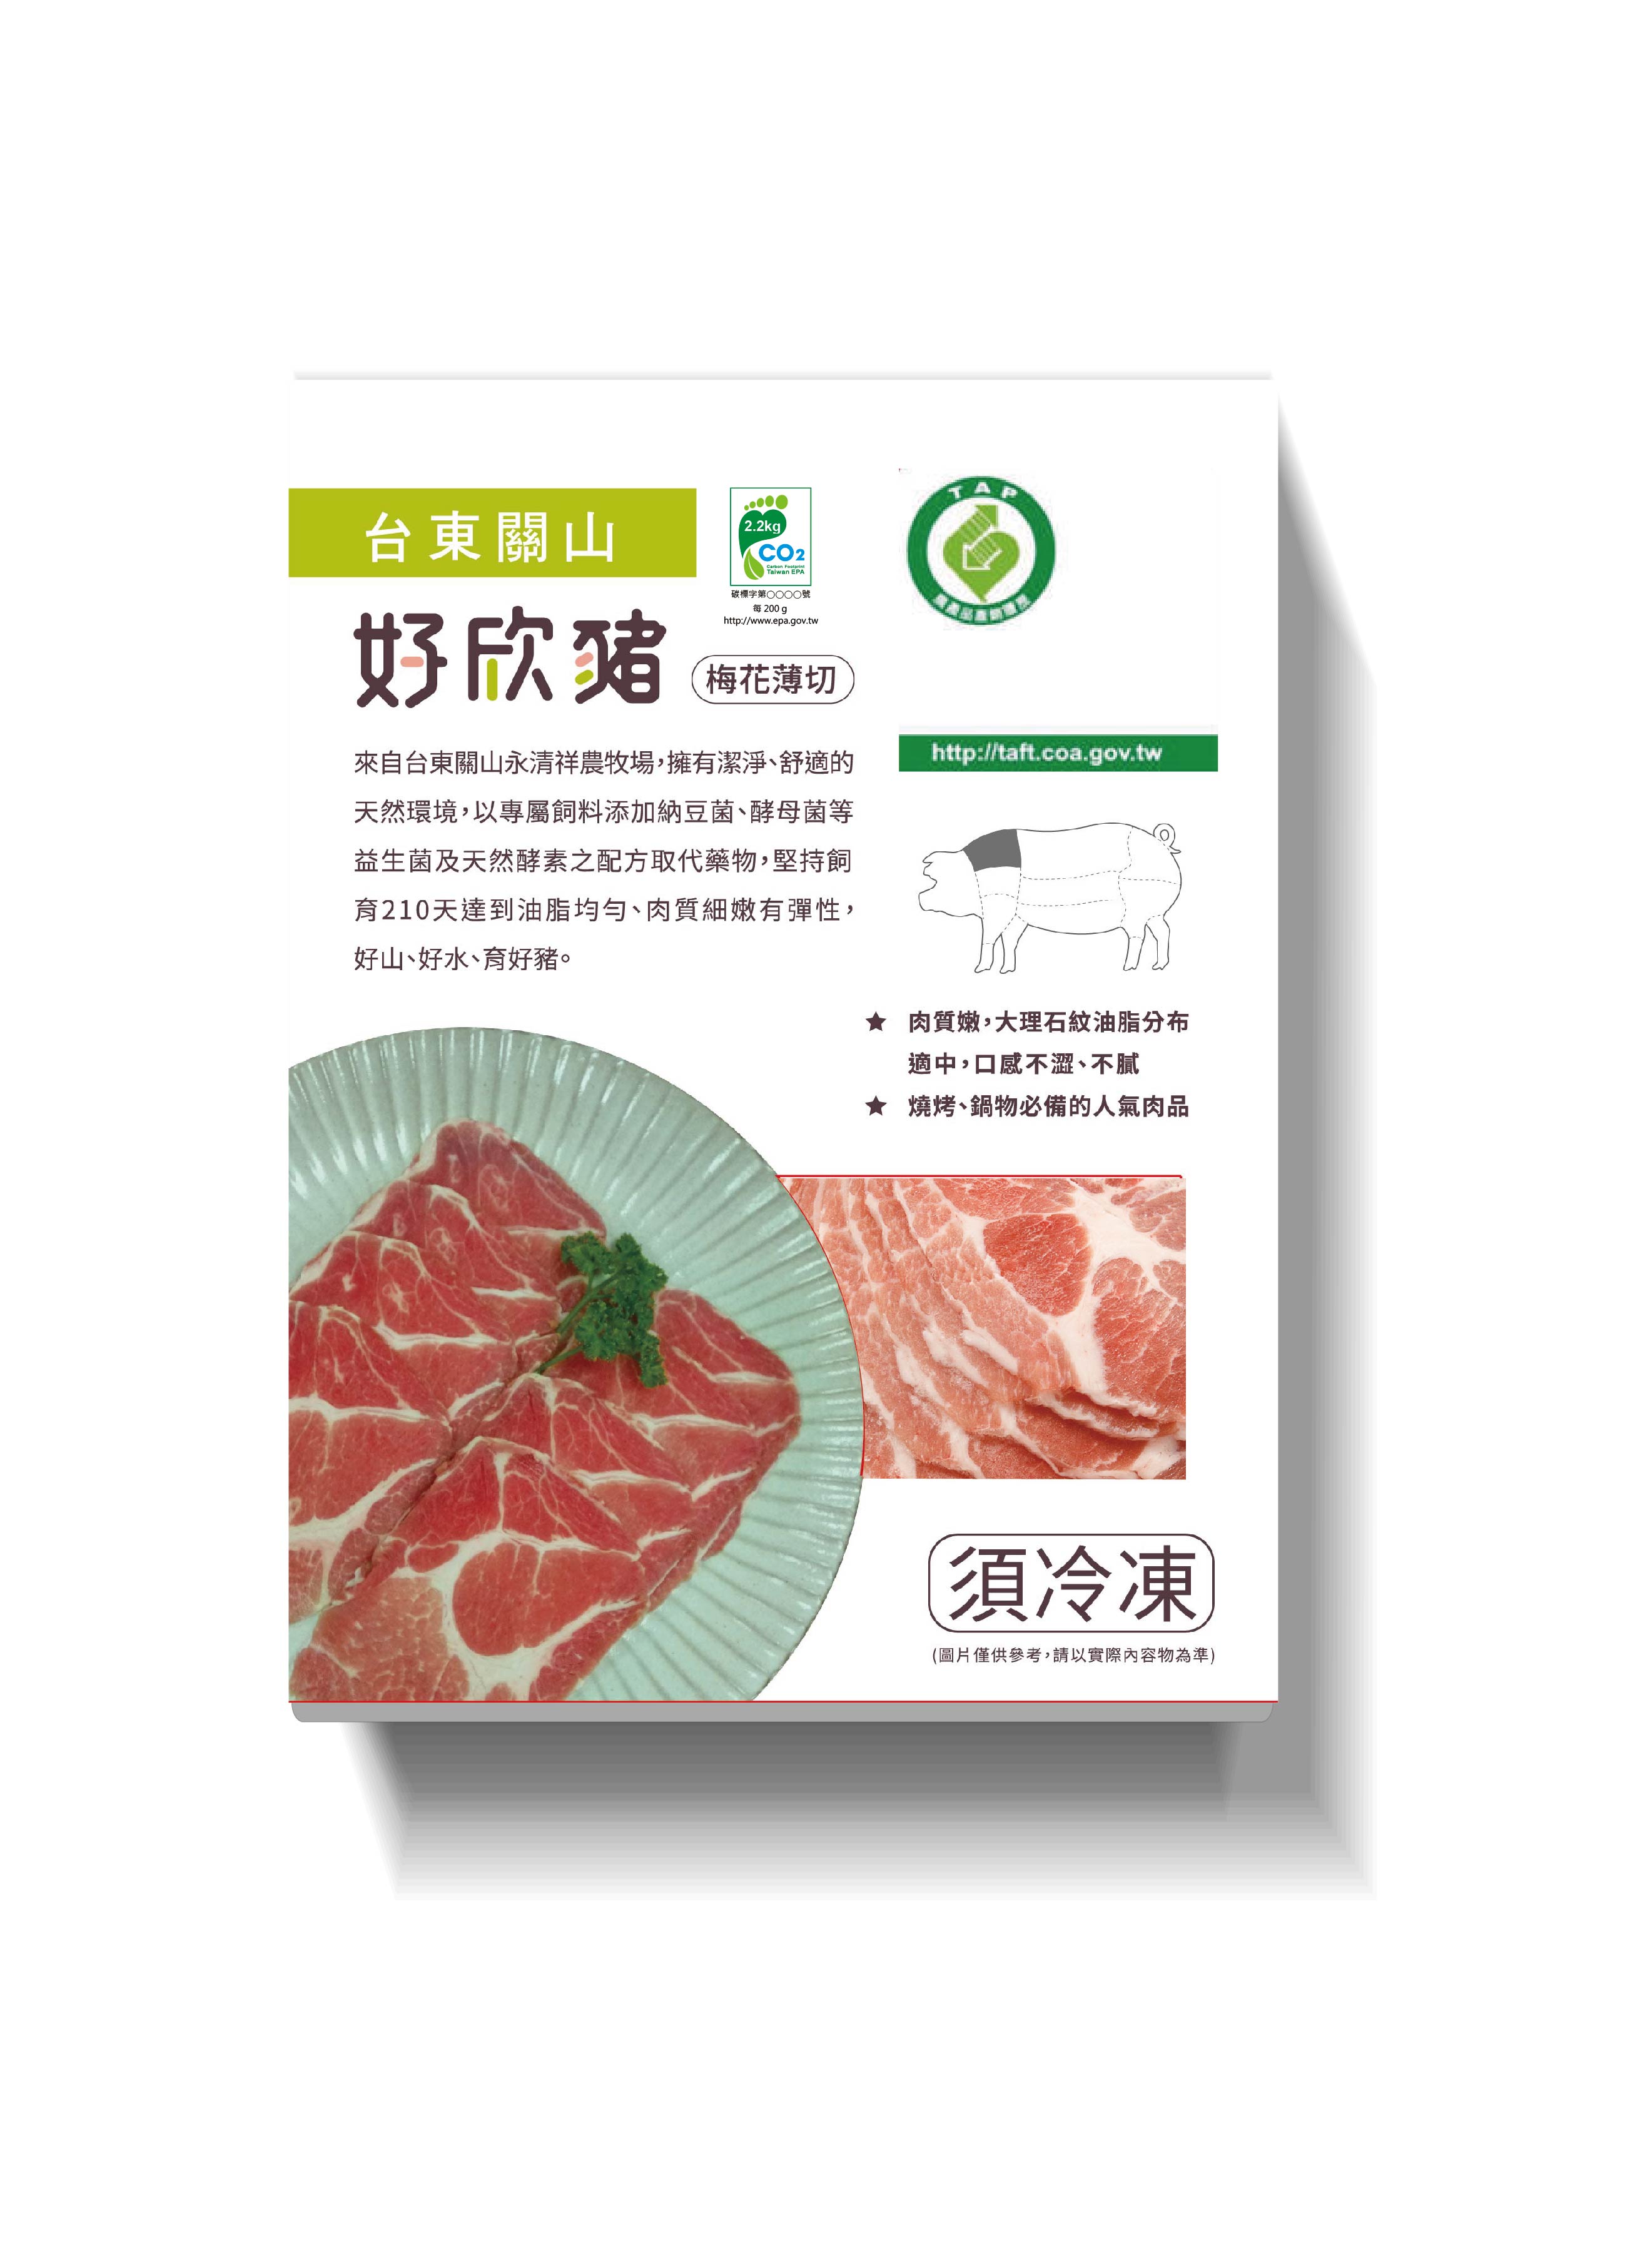 台東關山
2.2kg
CO2
Carbon Footprint
Taiwan EPA
碳標字第○○○○號
每 200 g
http://www.epa.gov.tw
TAP
農產品產銷履歷
好欣豬
梅花薄切
http://taft.coa.gov.tw
來自台東關山永清祥農牧場，擁有潔淨、舒適的
天然環境，以專屬飼料添加納豆菌、酵母菌等
益生菌及天然酵素之配方取代藥物，堅持飼
育210天達到油脂均勻、肉質細嫩有彈性，
好山、好水、育好豬。
★ 肉質嫩，大理石紋油脂分布
適中，口感不澀、不膩
★ 燒烤、鍋物必備的人氣肉品
須冷凍
(圖片僅供參考，請以實際內容物為準)